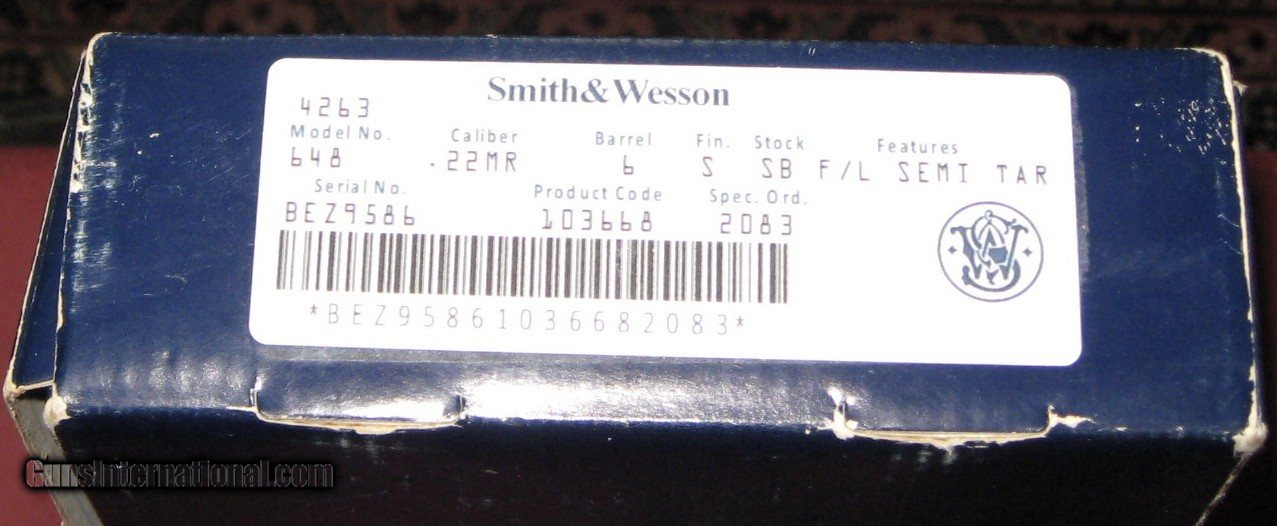 Smith&Wesson
4263
Model No. Caliber Barrel Fin. Stock Features
648 .22MR 6 S SB F/L SEMI TAR
Serial No. Product Code Spec. Ord.
BEZ9586 103668 2083
*BEZ95861036682083*
SW
GunsInternational.com